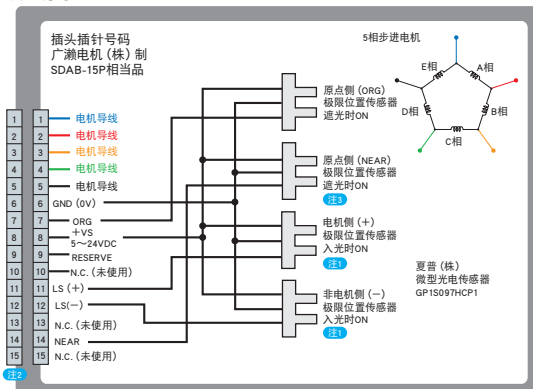 插头插针号码
广濑电机（株）制
SDAB-15P相当品
5相步进电机
E相
A相
D相
B相
C相
1 1 电机导线
2 2 电机导线
3 3 电机导线
4 4 电机导线
5 5 电机导线
6 6 GND (0V)
7 7 ORG
8 8 ＋VS
5～24VDC
9 9 RESERVE
10 10 N.C.（未使用）
11 11 LS (＋)
12 12 LS(－)
13 13 N.C.（未使用）
14 14 NEAR
15 15 N.C.（未使用）
注2
原点侧 (ORG)
极限位置传感器
遮光时ON
原点侧 (NEAR)
极限位置传感器
遮光时ON
注3
电机侧 (＋)
极限位置传感器
入光时ON
注1
非电机侧 (－)
极限位置传感器
入光时ON
注1
夏普（株）
微型光电传感器
GP1S097HCP1